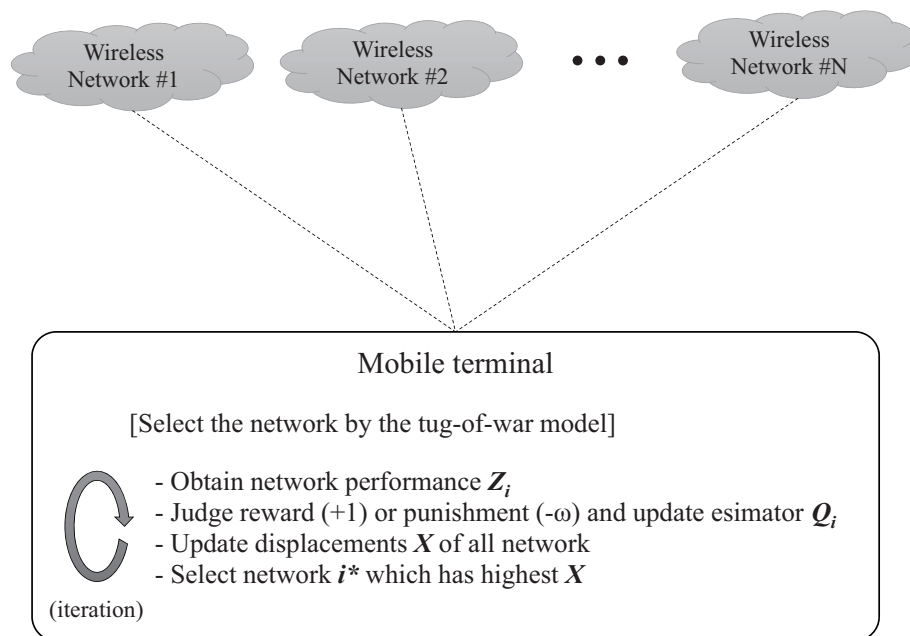 Wireless
Network #1
Wireless
Network #2
• • •
Wireless
Network #N
Mobile terminal
[Select the network by the tug-of-war model]
- Obtain network performance Z_i
- Judge reward (+1) or punishment (-ω) and update esimator Q_i
- Update displacements X of all network
- Select network i* which has highest X
(iteration)